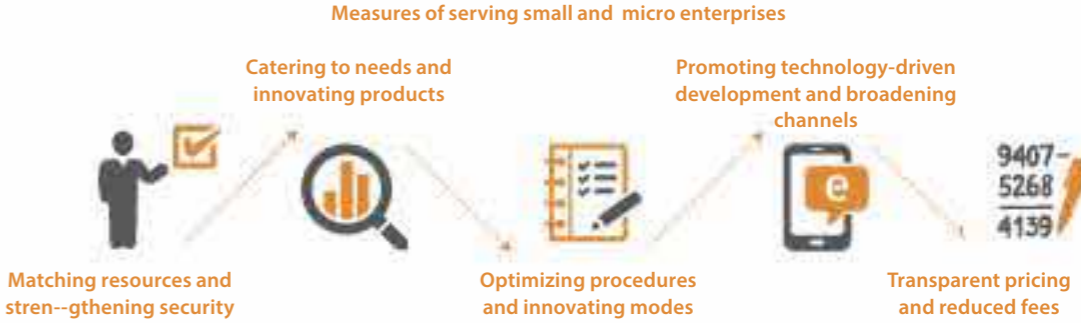 Measures of serving small and  micro enterprises
Catering to needs and
innovating products
Promoting technology-driven
development and broadening
channels
9407-
5268
4139
e
Matching resources and
stren--gthening security
Optimizing procedures
and innovating modes
Transparent pricing
and reduced fees